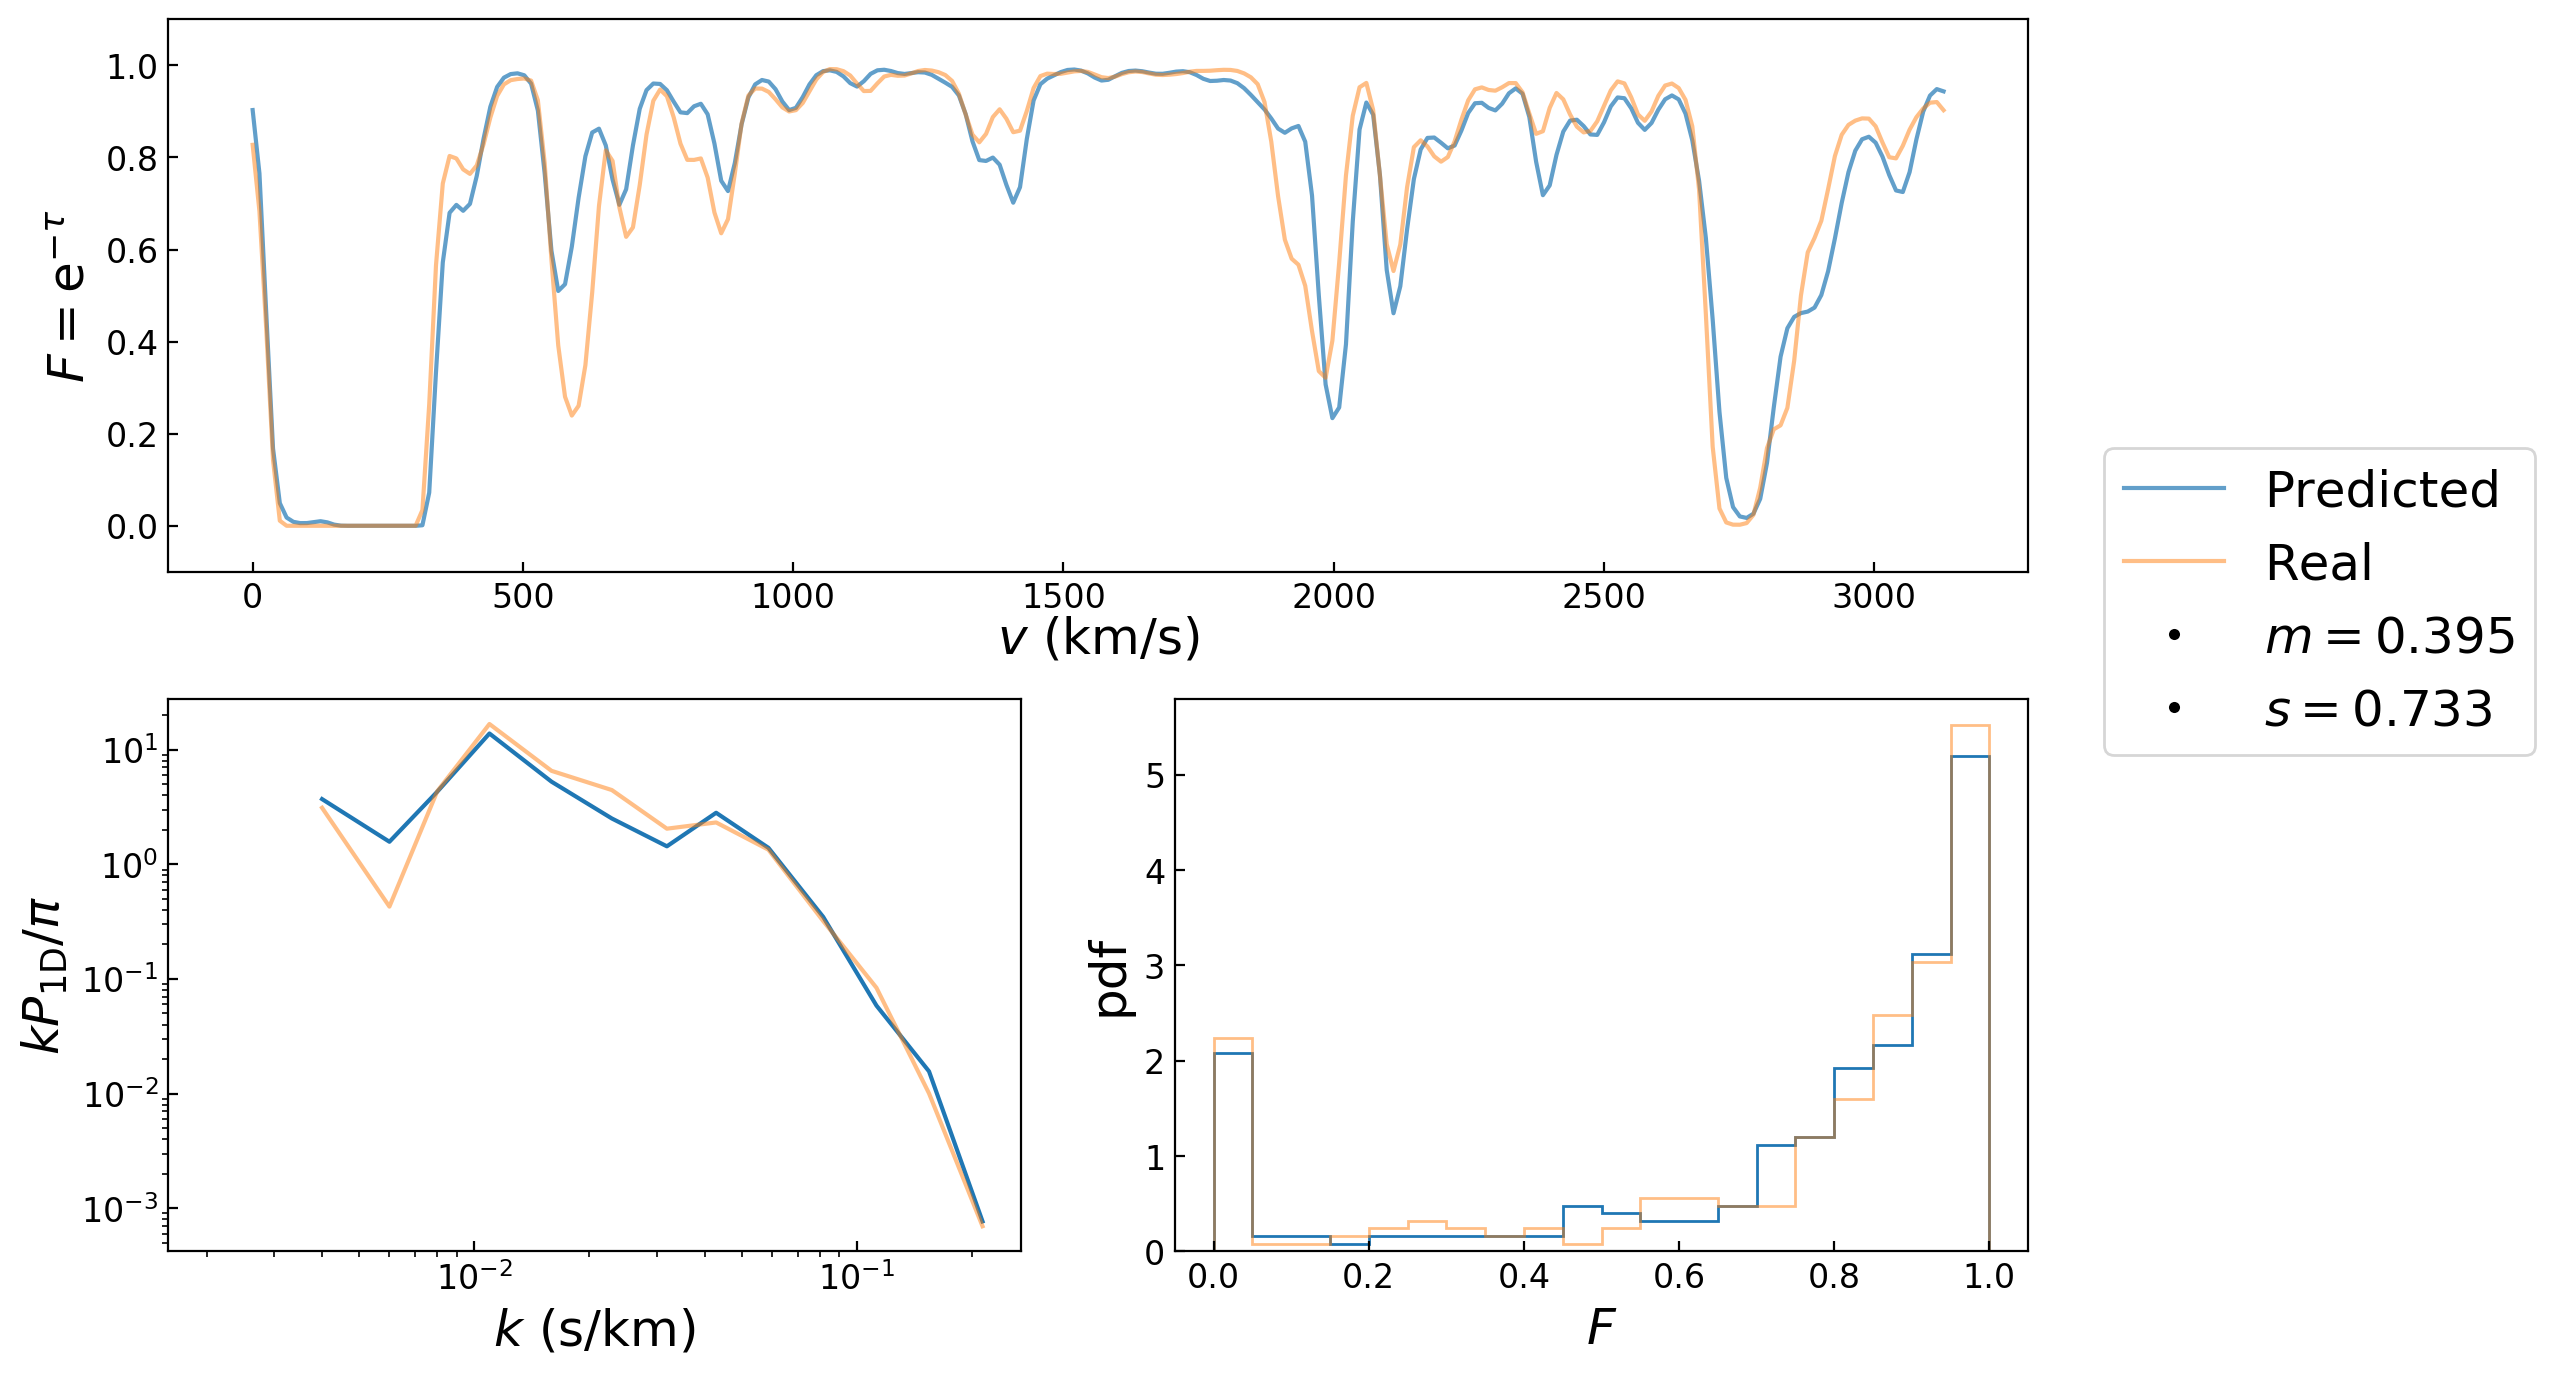 F = e^{−τ}
1.0
0.8
0.6
0.4
0.2
0.0
0 500 1000 1500 2000 2500 3000
v (km/s)
Predicted
Real
m = 0.395
s = 0.733
kP_{1D}/π
10^1
10^0
10^{−1}
10^{−2}
10^{−3}
10^{−2} 10^{−1}
k (s/km)
pdf
5
4
3
2
1
0
0.0 0.2 0.4 0.6 0.8 1.0
F